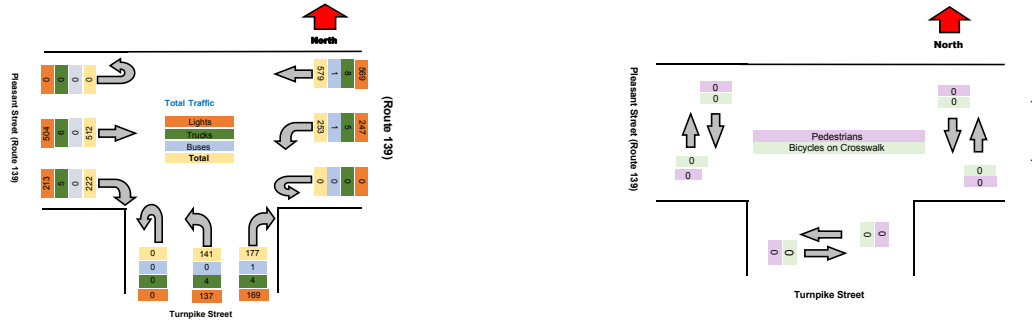 North
Pleasant Street (Route 139)
0 0 0 0
504 6 0 512
213 5 0 222
Total Traffic
Lights
Trucks
Buses
Total
579 1 8 569
253 1 5 247
0 0 0 0
(Route 139)
0 141 177
0 0 1
0 4 4
0 137 169
Turnpike Street
North
Pleasant Street (Route 139)
0
0
0
0
Pedestrians
Bicycles on Crosswalk
0
0
0
0
0 0
0 0
Turnpike Street